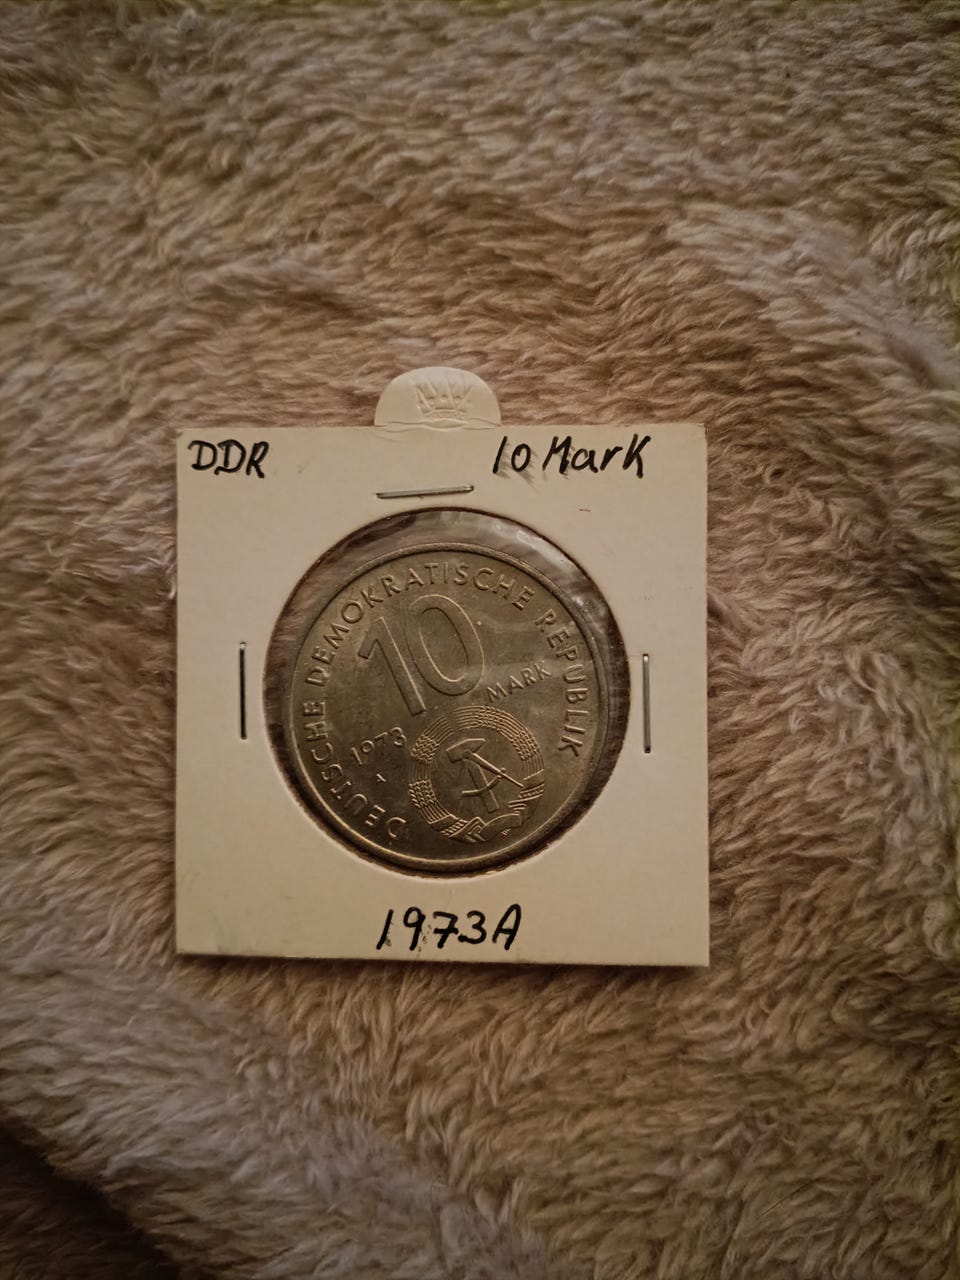 DDR 10 Mark
DEUTSCHE DEMOKRATISCHE REPUBLIK
10
MARK
1973
A
1973A